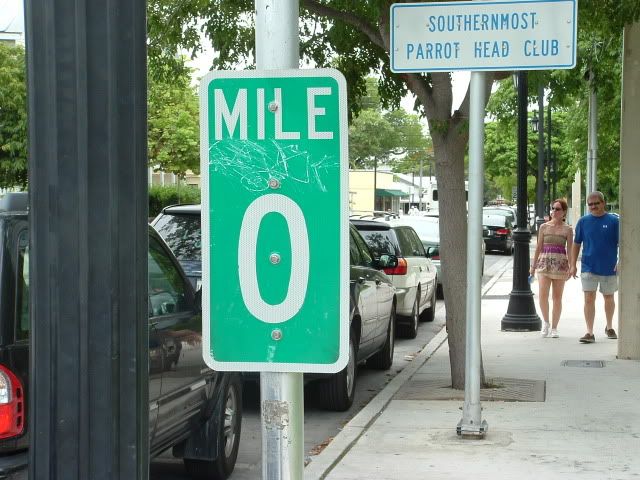 MILE
0
SOUTHERNMOST
PARROT HEAD CLUB